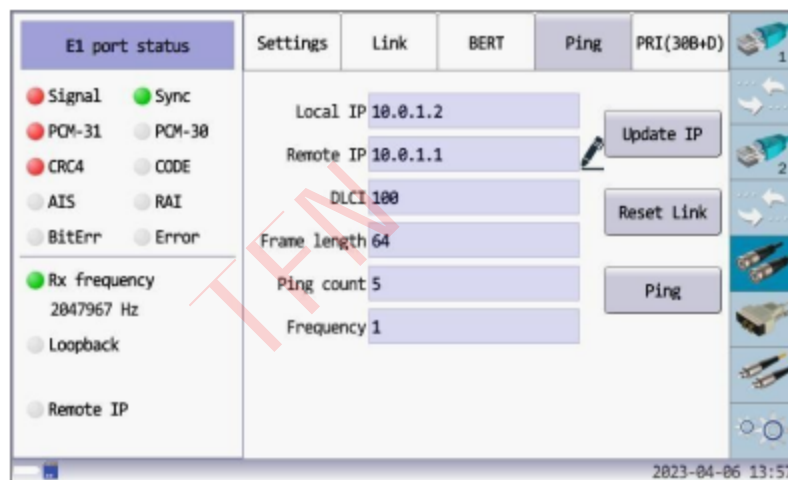 E1 port status
Settings
Link
BERT
Ping
PRI(30B+D)
Signal
Sync
PCM-31
PCM-30
CRC4
CODE
AIS
RAI
BitErr
Error
Rx frequency
2047967 Hz
Loopback
Remote IP
Local IP 10.0.1.2
Remote IP 10.0.1.1
DLCI 100
Frame length 64
Ping count 5
Frequency 1
Update IP
Reset Link
Ping
1
2
TFN
2023-04-06 13:57